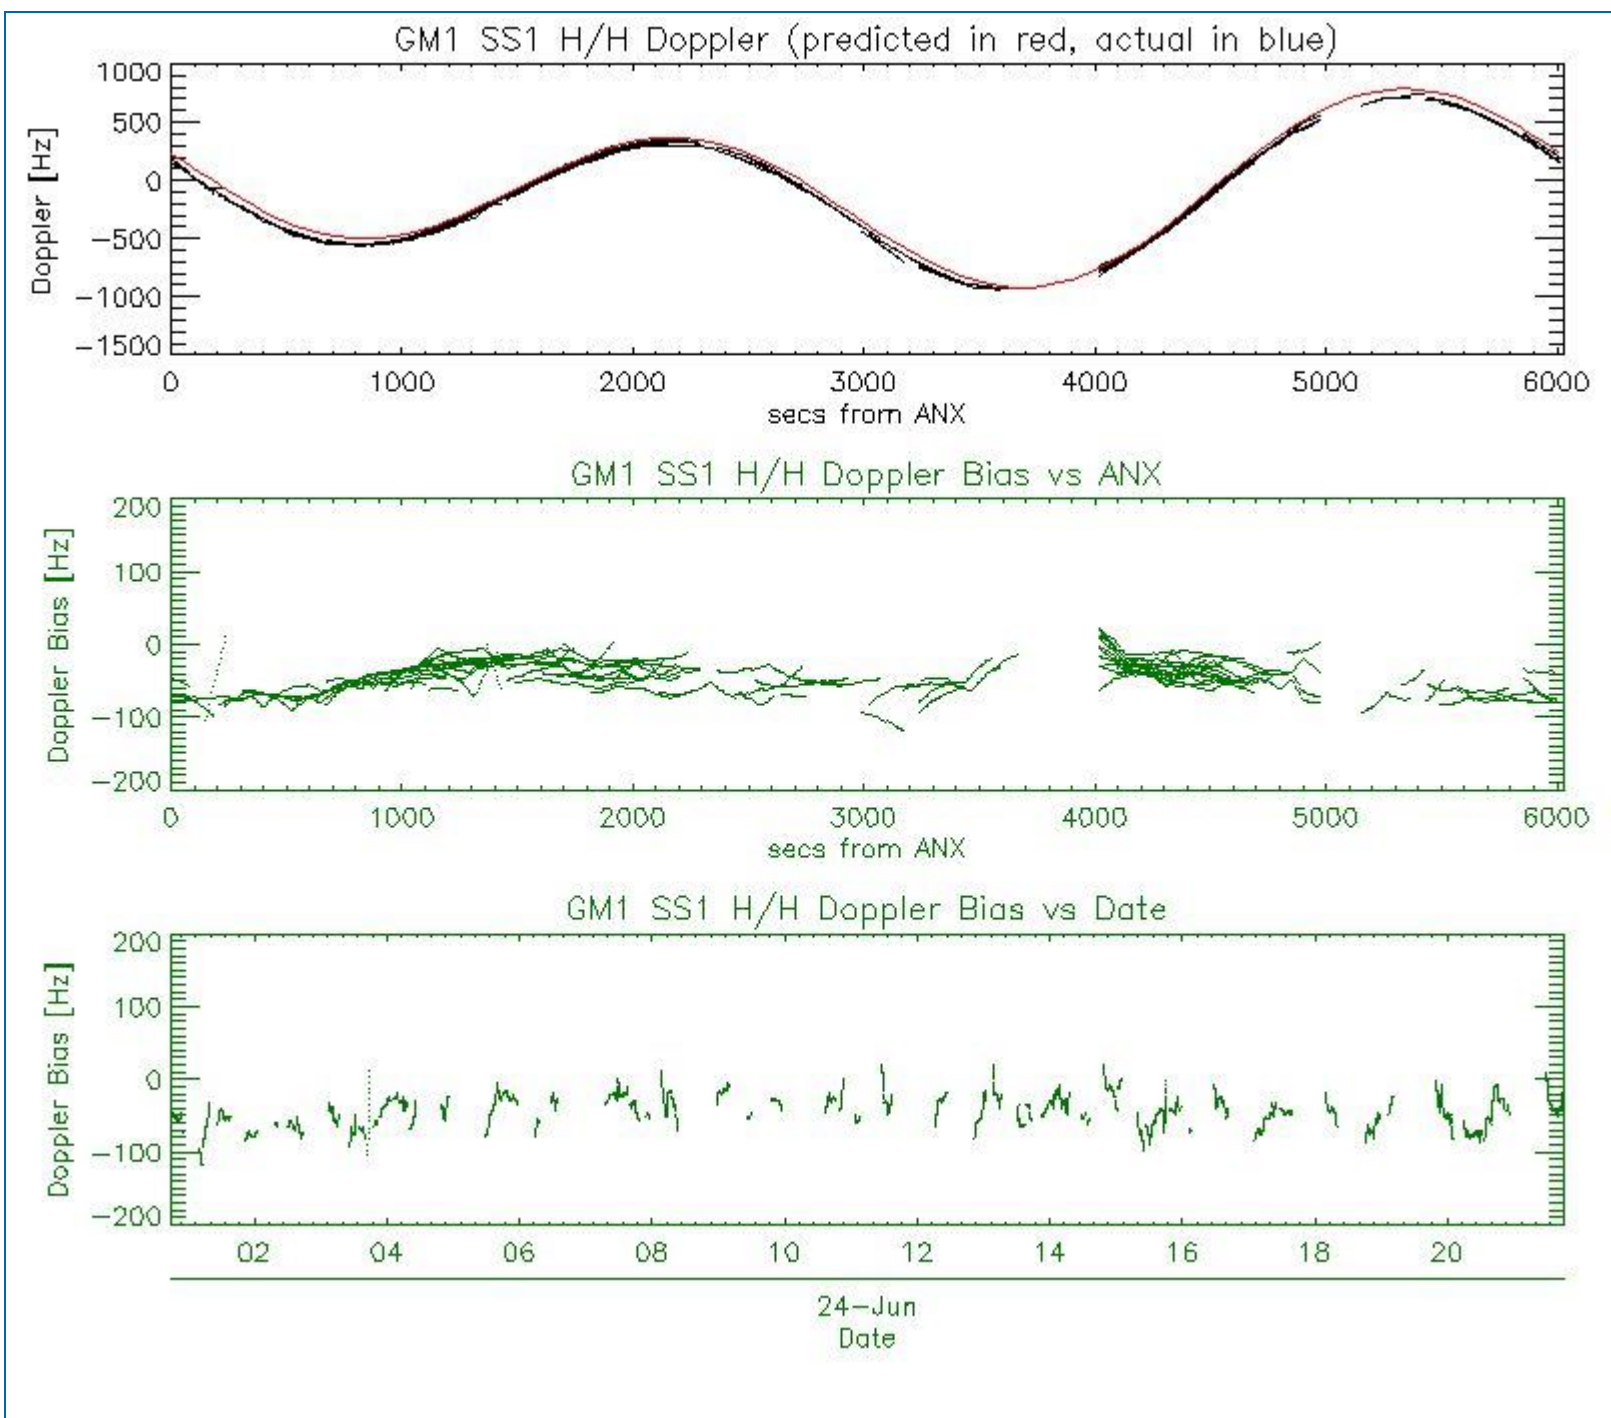 GM1 SS1 H/H Doppler (predicted in red, actual in blue)
1000
500
0
-500
-1000
-1500
Doppler [Hz]
0 1000 2000 3000 4000 5000 6000
secs from ANX
GM1 SS1 H/H Doppler Bias vs ANX
200
100
0
-100
-200
Doppler Bias [Hz]
0 1000 2000 3000 4000 5000 6000
secs from ANX
GM1 SS1 H/H Doppler Bias vs Date
200
100
0
-100
-200
Doppler Bias [Hz]
02 04 06 08 10 12 14 16 18 20
24-Jun
Date